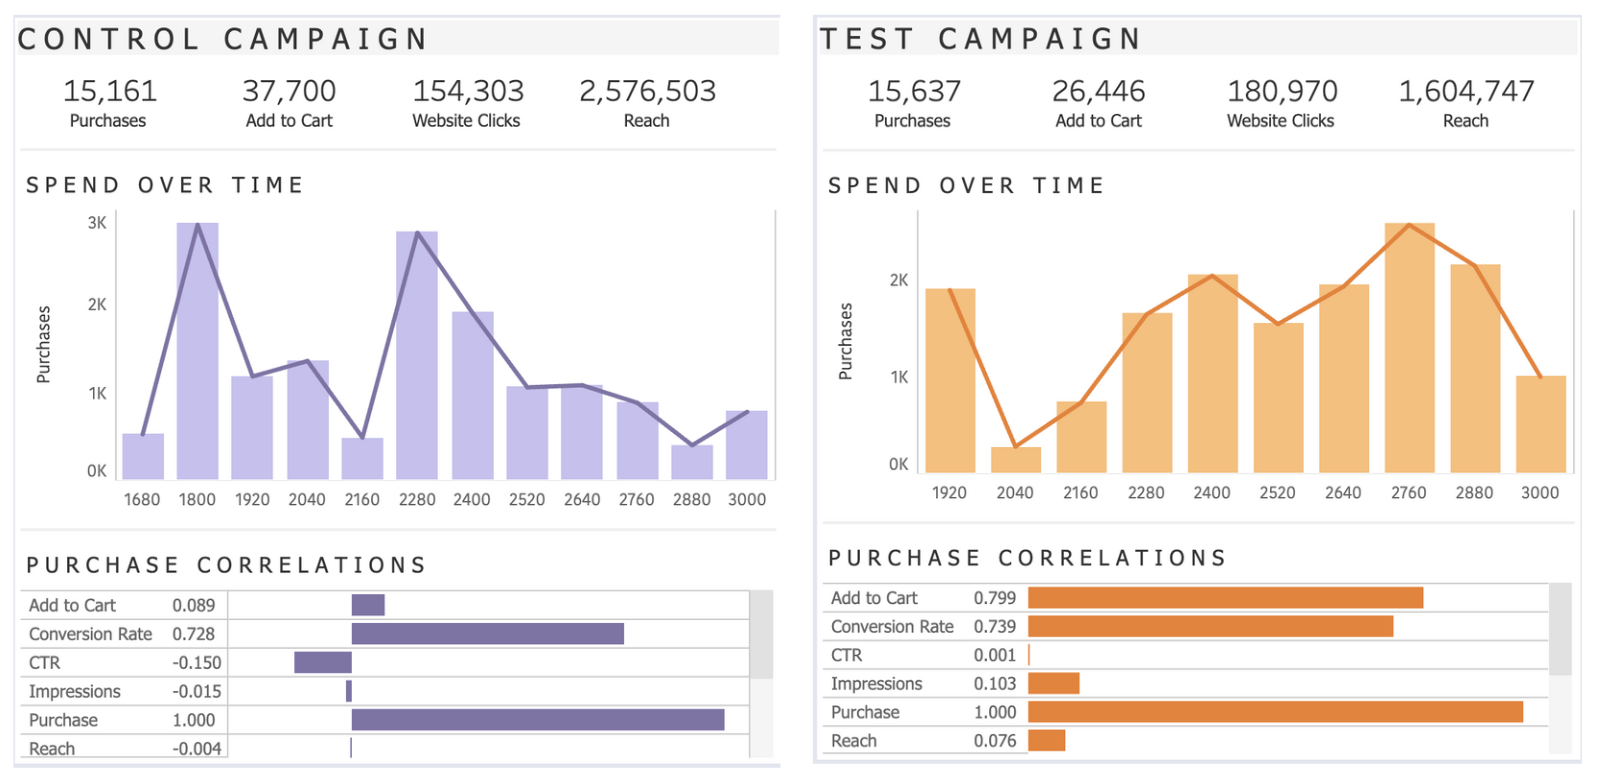 CONTROL CAMPAIGN
15,161 37,700 154,303 2,576,503
Purchases Add to Cart Website Clicks Reach
SPEND OVER TIME
3K
2K
1K
0K
Purchases
1680 1800 1920 2040 2160 2280 2400 2520 2640 2760 2880 3000
PURCHASE CORRELATIONS
Add to Cart 0.089
Conversion Rate 0.728
CTR -0.150
Impressions -0.015
Purchase 1.000
Reach -0.004
TEST CAMPAIGN
15,637 26,446 180,970 1,604,747
Purchases Add to Cart Website Clicks Reach
SPEND OVER TIME
2K
1K
0K
Purchases
1920 2040 2160 2280 2400 2520 2640 2760 2880 3000
PURCHASE CORRELATIONS
Add to Cart 0.799
Conversion Rate 0.739
CTR 0.001
Impressions 0.103
Purchase 1.000
Reach 0.076